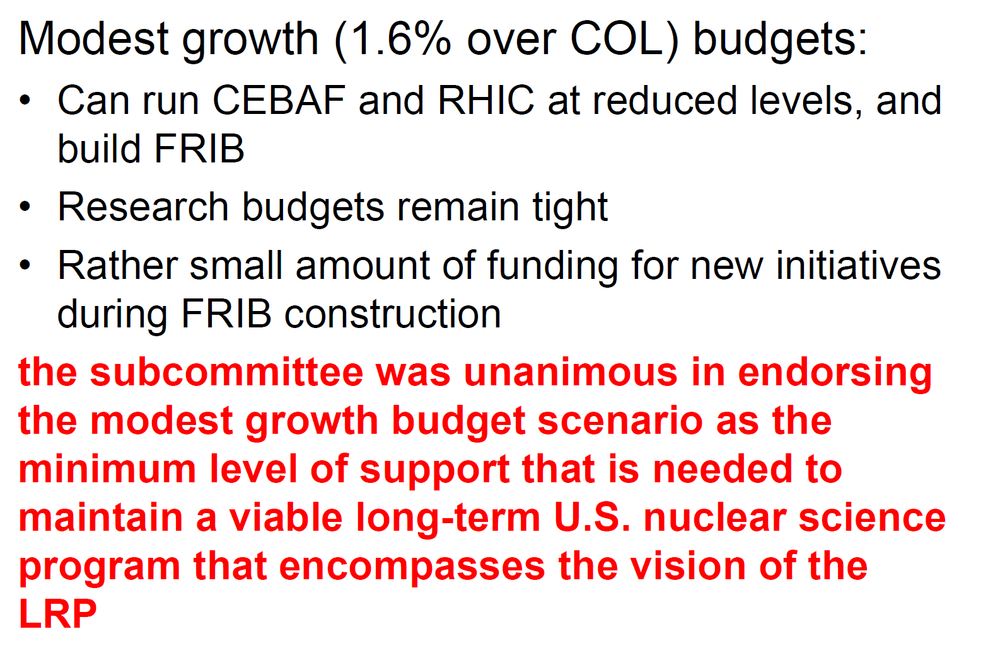 Modest growth (1.6% over COL) budgets:
• Can run CEBAF and RHIC at reduced levels, and
build FRIB
• Research budgets remain tight
• Rather small amount of funding for new initiatives
during FRIB construction
the subcommittee was unanimous in endorsing
the modest growth budget scenario as the
minimum level of support that is needed to
maintain a viable long-term U.S. nuclear science
program that encompasses the vision of the
LRP